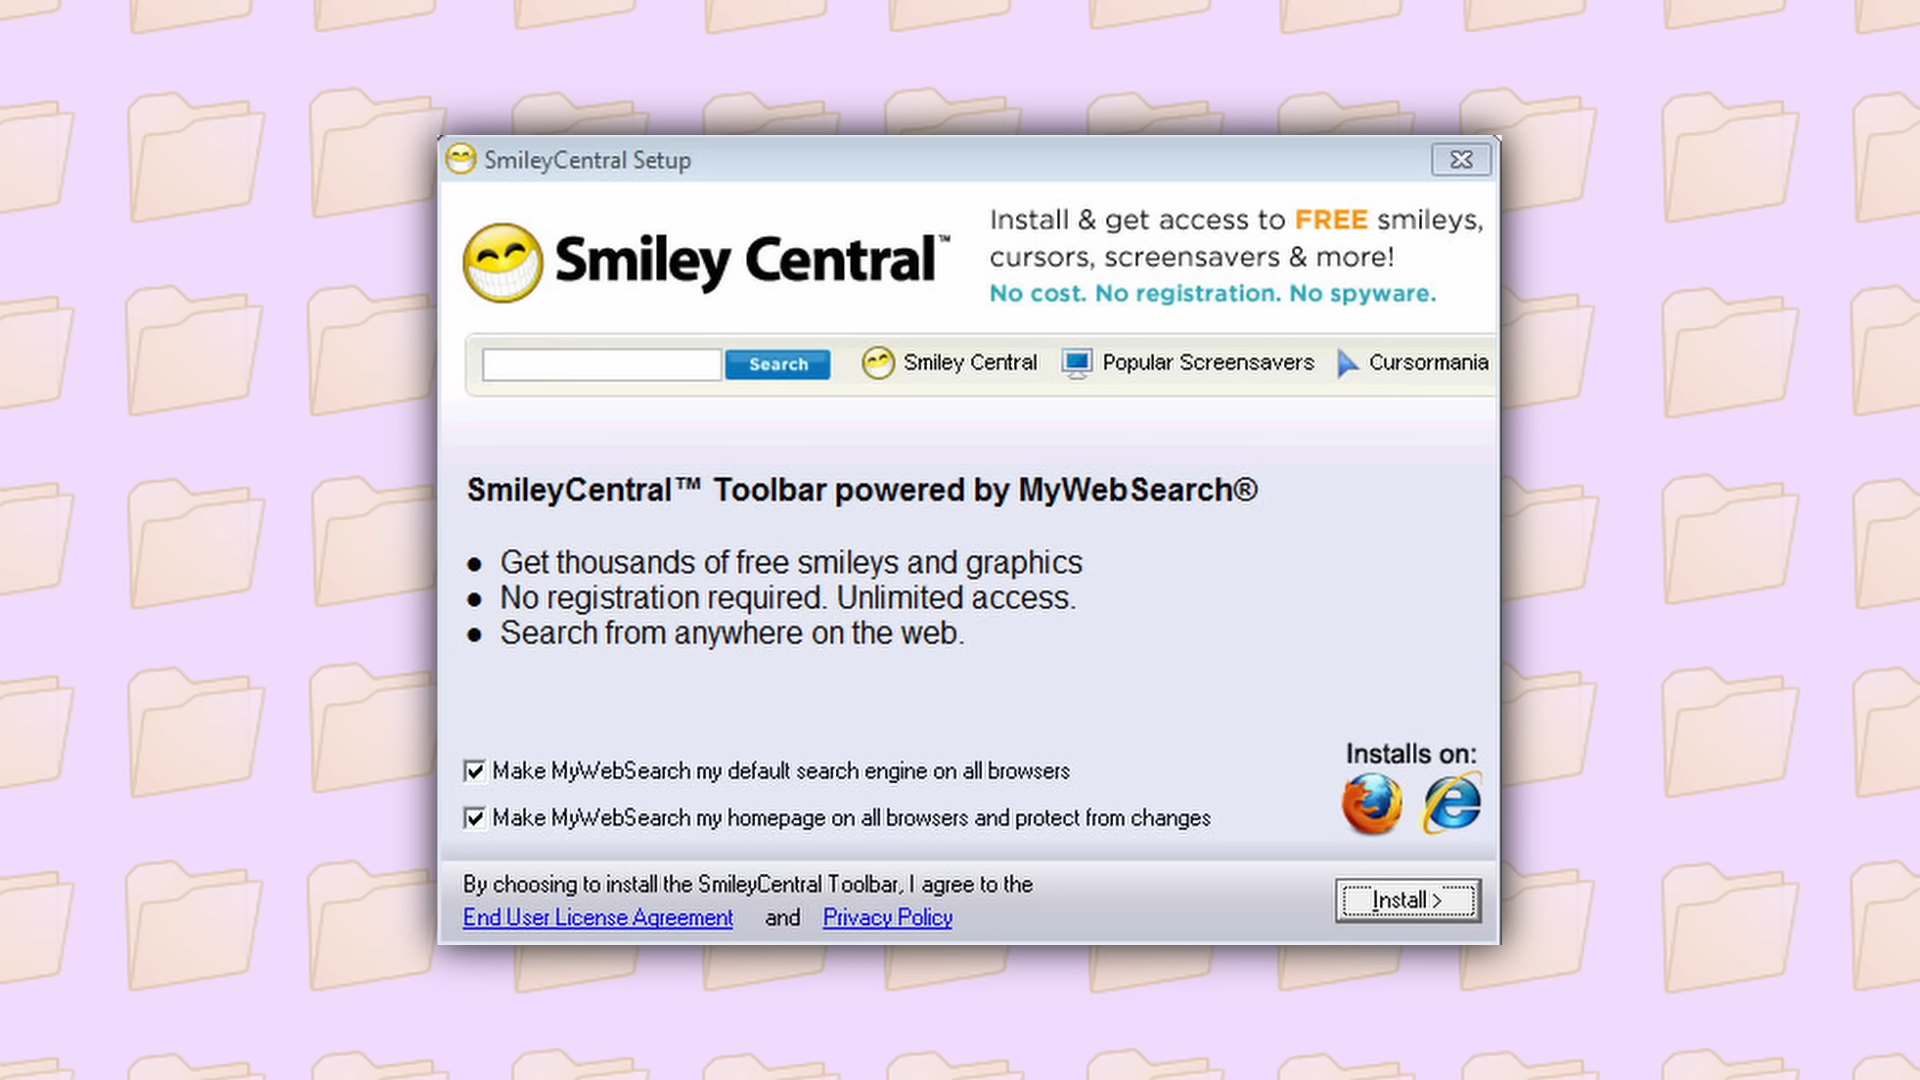 SmileyCentral Setup
Smiley Central™
Install & get access to FREE smileys,
cursors, screensavers & more!
No cost. No registration. No spyware.
Search Smiley Central Popular Screensavers Cursormania
SmileyCentral™ Toolbar powered by MyWebSearch®
● Get thousands of free smileys and graphics
● No registration required. Unlimited access.
● Search from anywhere on the web.
Installs on:
Make MyWebSearch my default search engine on all browsers
Make MyWebSearch my homepage on all browsers and protect from changes
By choosing to install the SmileyCentral Toolbar, I agree to the
End User License Agreement and Privacy Policy
Install >